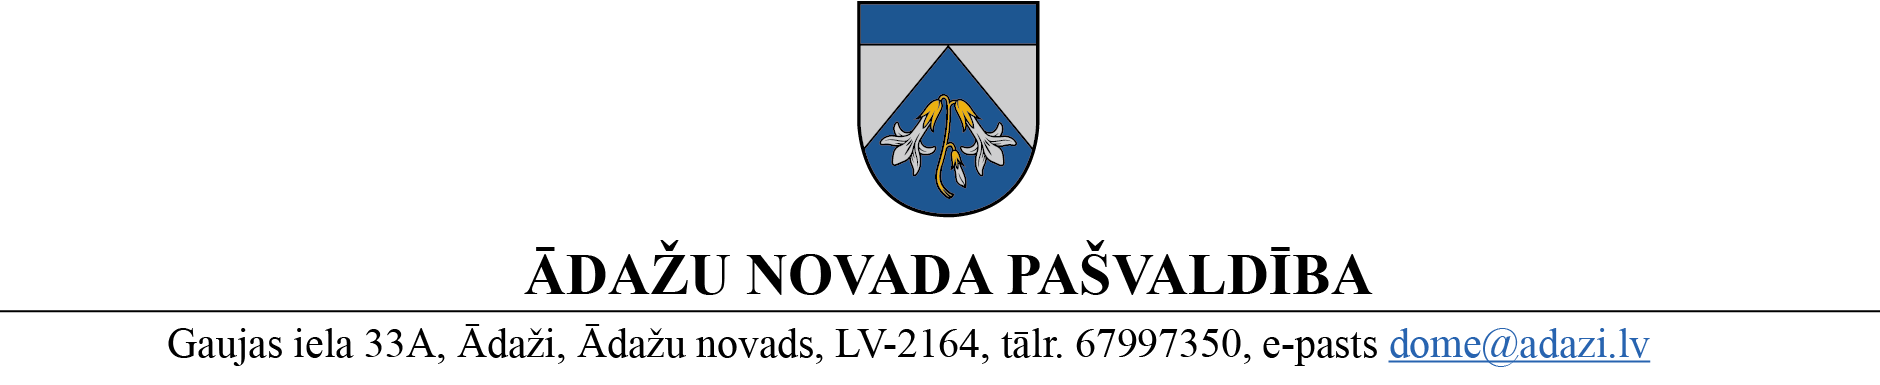 ĀDAŽU NOVADA PAŠVALDĪBA
Gaujas iela 33A, Ādaži, Ādažu novads, LV-2164, tālr. 67997350, e-pasts dome@adazi.lv